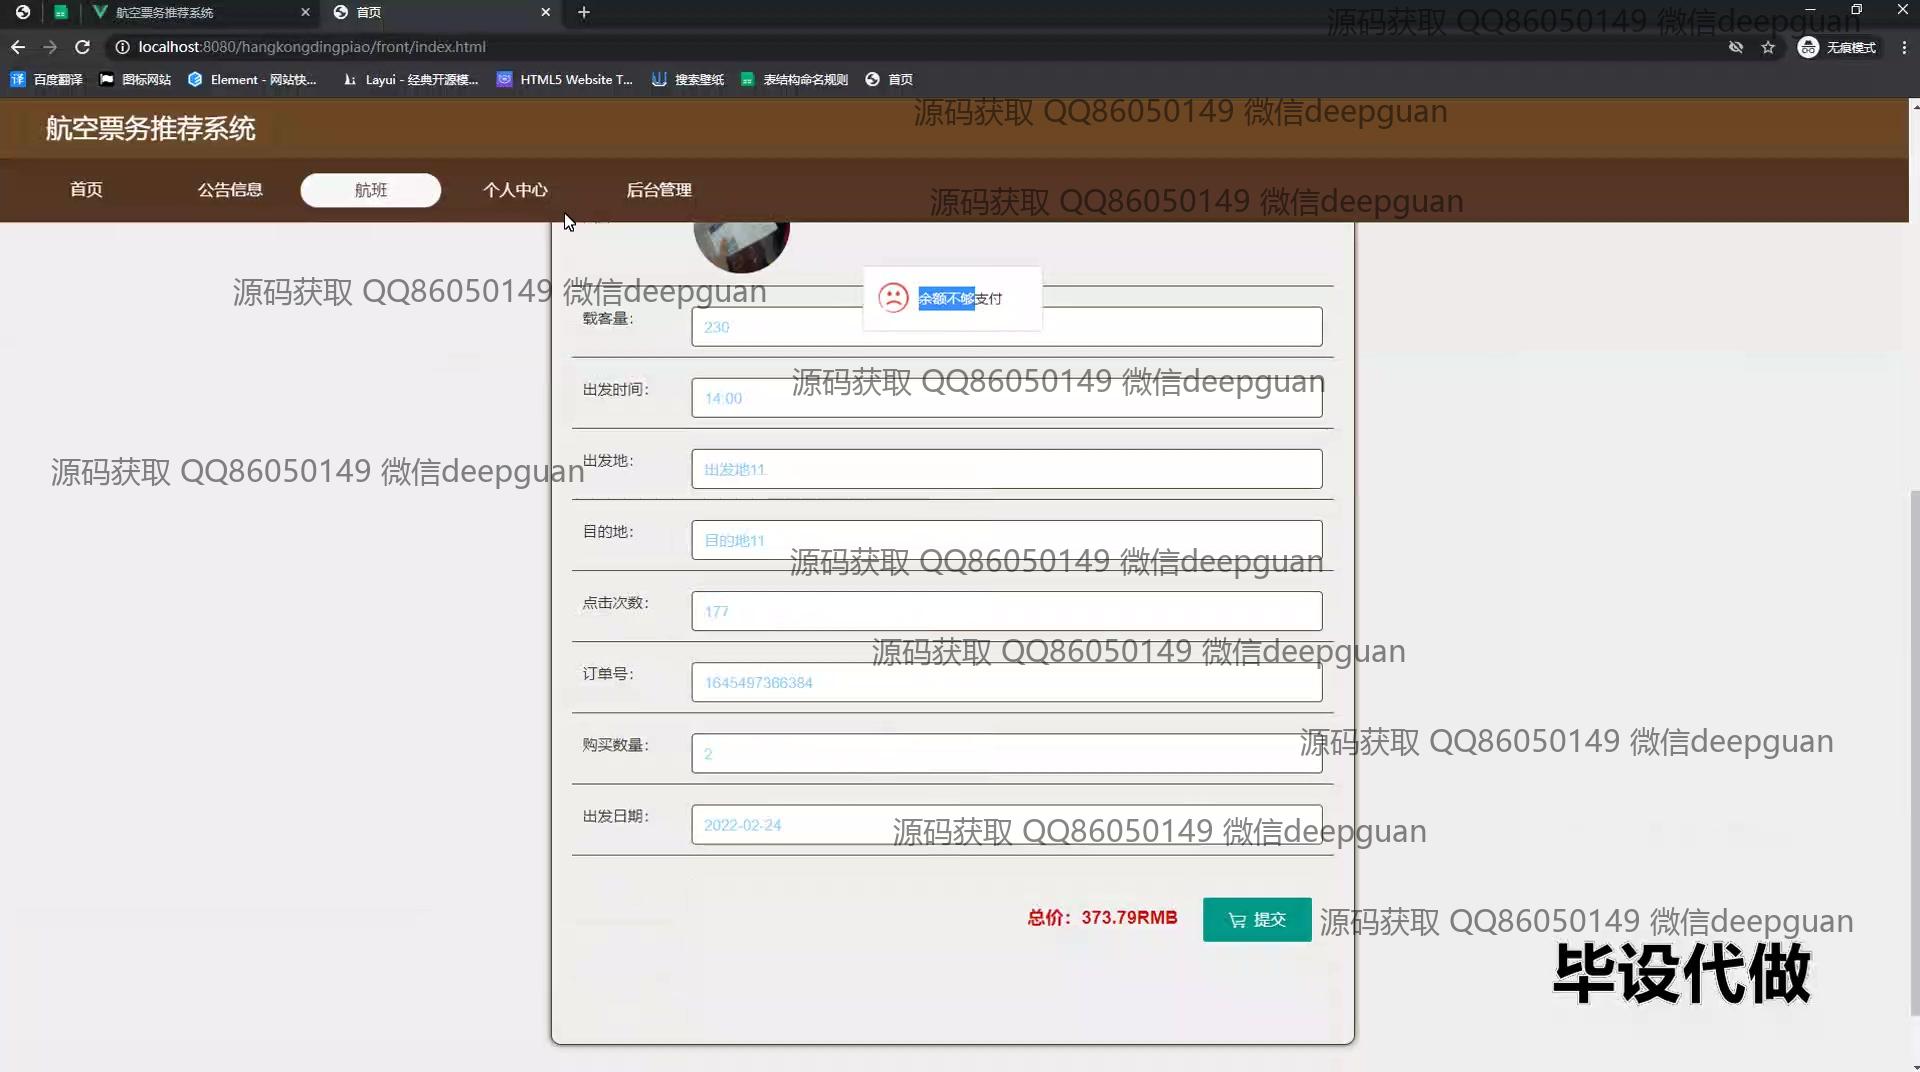 航空票务推荐系统
首页
localhost:8080/hangkongdingpiao/front/index.html
无痕模式
百度翻译
图标网站
Element - 网站快...
Layui - 经典开源模...
HTML5 Website T...
搜索壁纸
表结构命名规则
首页
源码获取 QQ86050149 微信deepguan
航空票务推荐系统
源码获取 QQ86050149 微信deepguan
首页
公告信息
航班
个人中心
后台管理
源码获取 QQ86050149 微信deepguan
源码获取 QQ86050149 微信deepguan
余额不够支付
载客量:
230
出发时间:
14:00
源码获取 QQ86050149 微信deepguan
出发地:
出发地11
源码获取 QQ86050149 微信deepguan
目的地:
目的地11
源码获取 QQ86050149 微信deepguan
点击次数:
177
源码获取 QQ86050149 微信deepguan
订单号:
1645497366384
购买数量:
2
源码获取 QQ86050149 微信deepguan
出发日期:
2022-02-24
源码获取 QQ86050149 微信deepguan
总价：373.79RMB
提交
源码获取 QQ86050149 微信deepguan
毕设代做